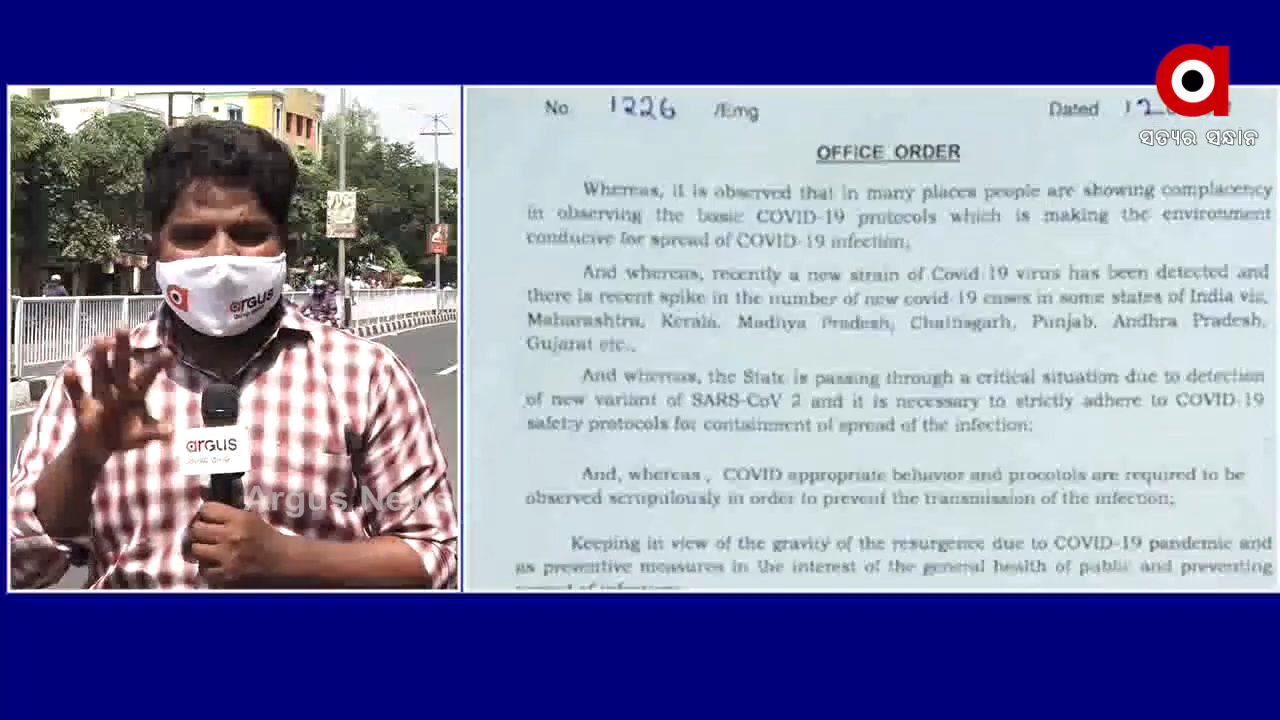 ସତ୍ୟର ସନ୍ଧାନ
argus
argus
Argus News
No 1226 /Emg Dated 12
OFFICE ORDER
Whereas, it is observed that in many places people are showing complacency
in observing the basic COVID-19 protocols which is making the environment
conducive for spread of COVID-19 infection;
And whereas, recently a new strain of Covid-19 virus has been detected and
there is recent spike in the number of new covid-19 cases in some states of India viz,
Maharashtra, Kerala, Madhya Pradesh, Chatnagarh, Punjab, Andhra Pradesh,
Gujarat etc.,
And whereas, the State is passing through a critical situation due to detection
of new variant of SARS-CoV 2 and it is necessary to strictly adhere to COVID-19
safety protocols for containment of spread of the infection;
And, whereas, COVID appropriate behavior and procotols are required to be
observed scrupulously in order to prevent the transmission of the infection;
Keeping in view of the gravity of the resurgence due to COVID-19 pandemic and
as preventive measures in the interest of the general health of public and preventing